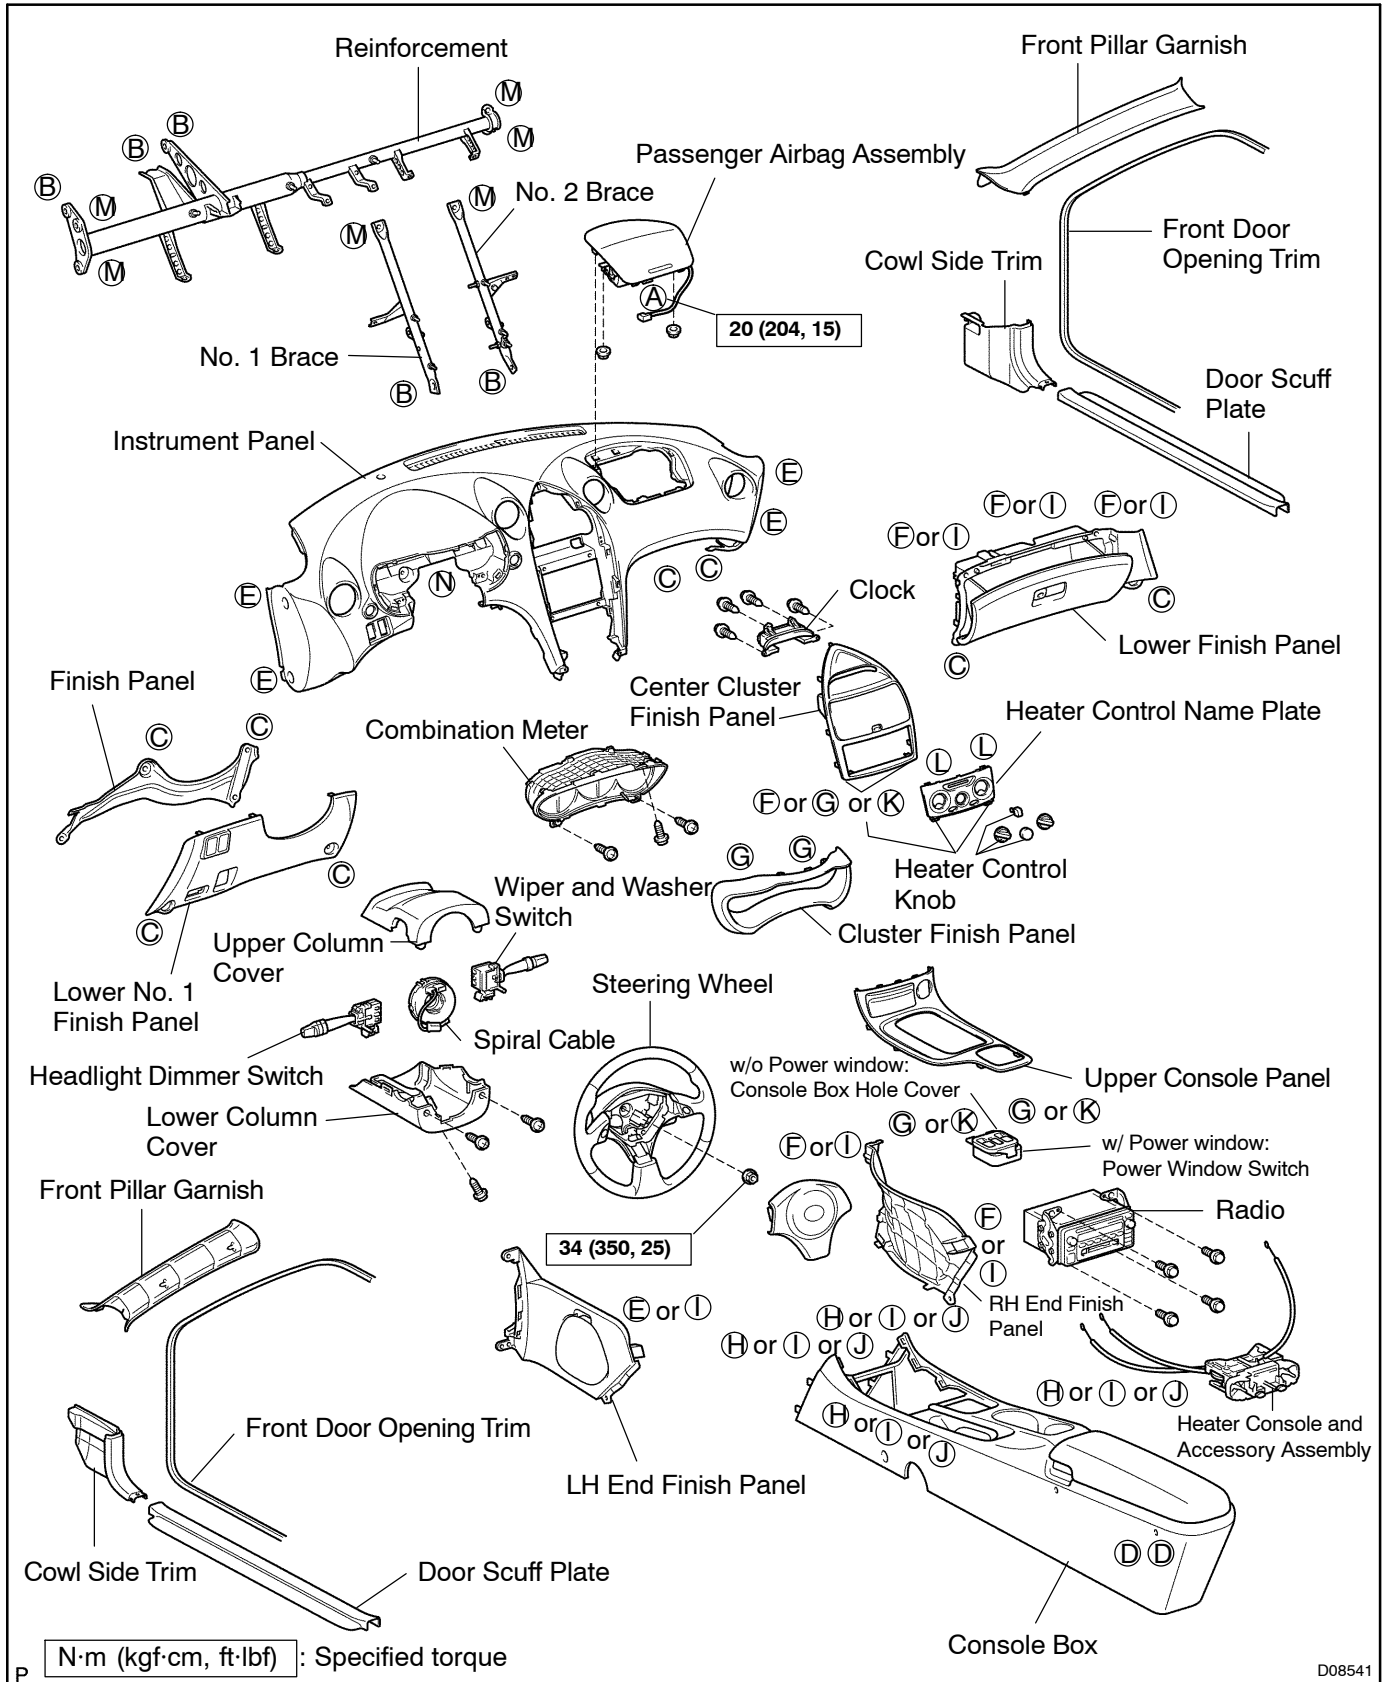 Reinforcement
Front Pillar Garnish
M
B
M
B
Passenger Airbag Assembly
B
M
M
No. 2 Brace
M
M
Front Door
Opening Trim
Cowl Side Trim
A
20 (204, 15)
No. 1 Brace
B
B
Door Scuff
Plate
Instrument Panel
E
E
F or I
F or I
F or I
N
C
C
Clock
C
E
E
Lower Finish Panel
C
Finish Panel
C
C
Center Cluster
Finish Panel
Heater Control Name Plate
Combination Meter
L
L
F or G or K
G
G
Heater Control
Knob
C
C
Wiper and Washer
Switch
Cluster Finish Panel
Upper Column
Cover
Lower No. 1
Finish Panel
Steering Wheel
Spiral Cable
w/o Power window:
Console Box Hole Cover
Headlight Dimmer Switch
Upper Console Panel
Lower Column
Cover
G or K
G or K
F or I
w/ Power window:
Power Window Switch
Front Pillar Garnish
Radio
F
or
I
34 (350, 25)
RH End Finish
Panel
E or I
H or I or J
H or I or J
H or I or J
H or I or J
Heater Console and
Accessory Assembly
Front Door Opening Trim
LH End Finish Panel
D D
Cowl Side Trim
Door Scuff Plate
Console Box
N·m (kgf·cm, ft·lbf) : Specified torque
P
D08541